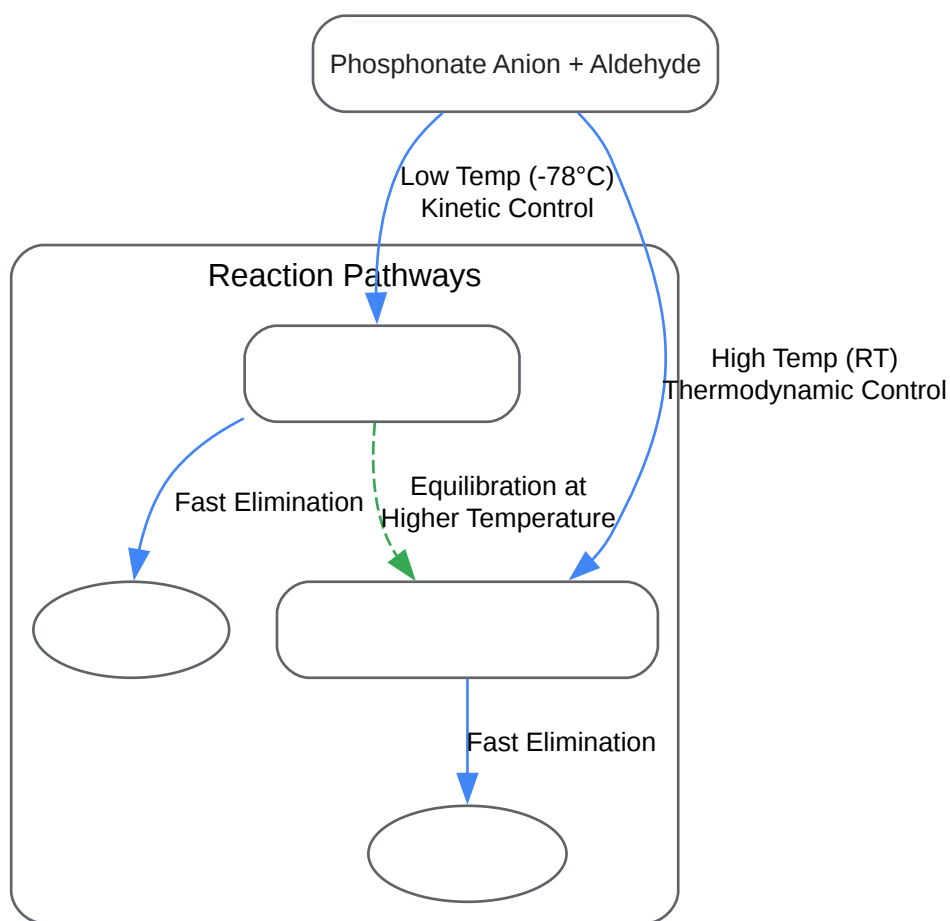 Phosphonate Anion + Aldehyde
Low Temp (-78°C)
Kinetic Control
Reaction Pathways
High Temp (RT)
Thermodynamic Control
Fast Elimination
Equilibration at
Higher Temperature
Fast Elimination